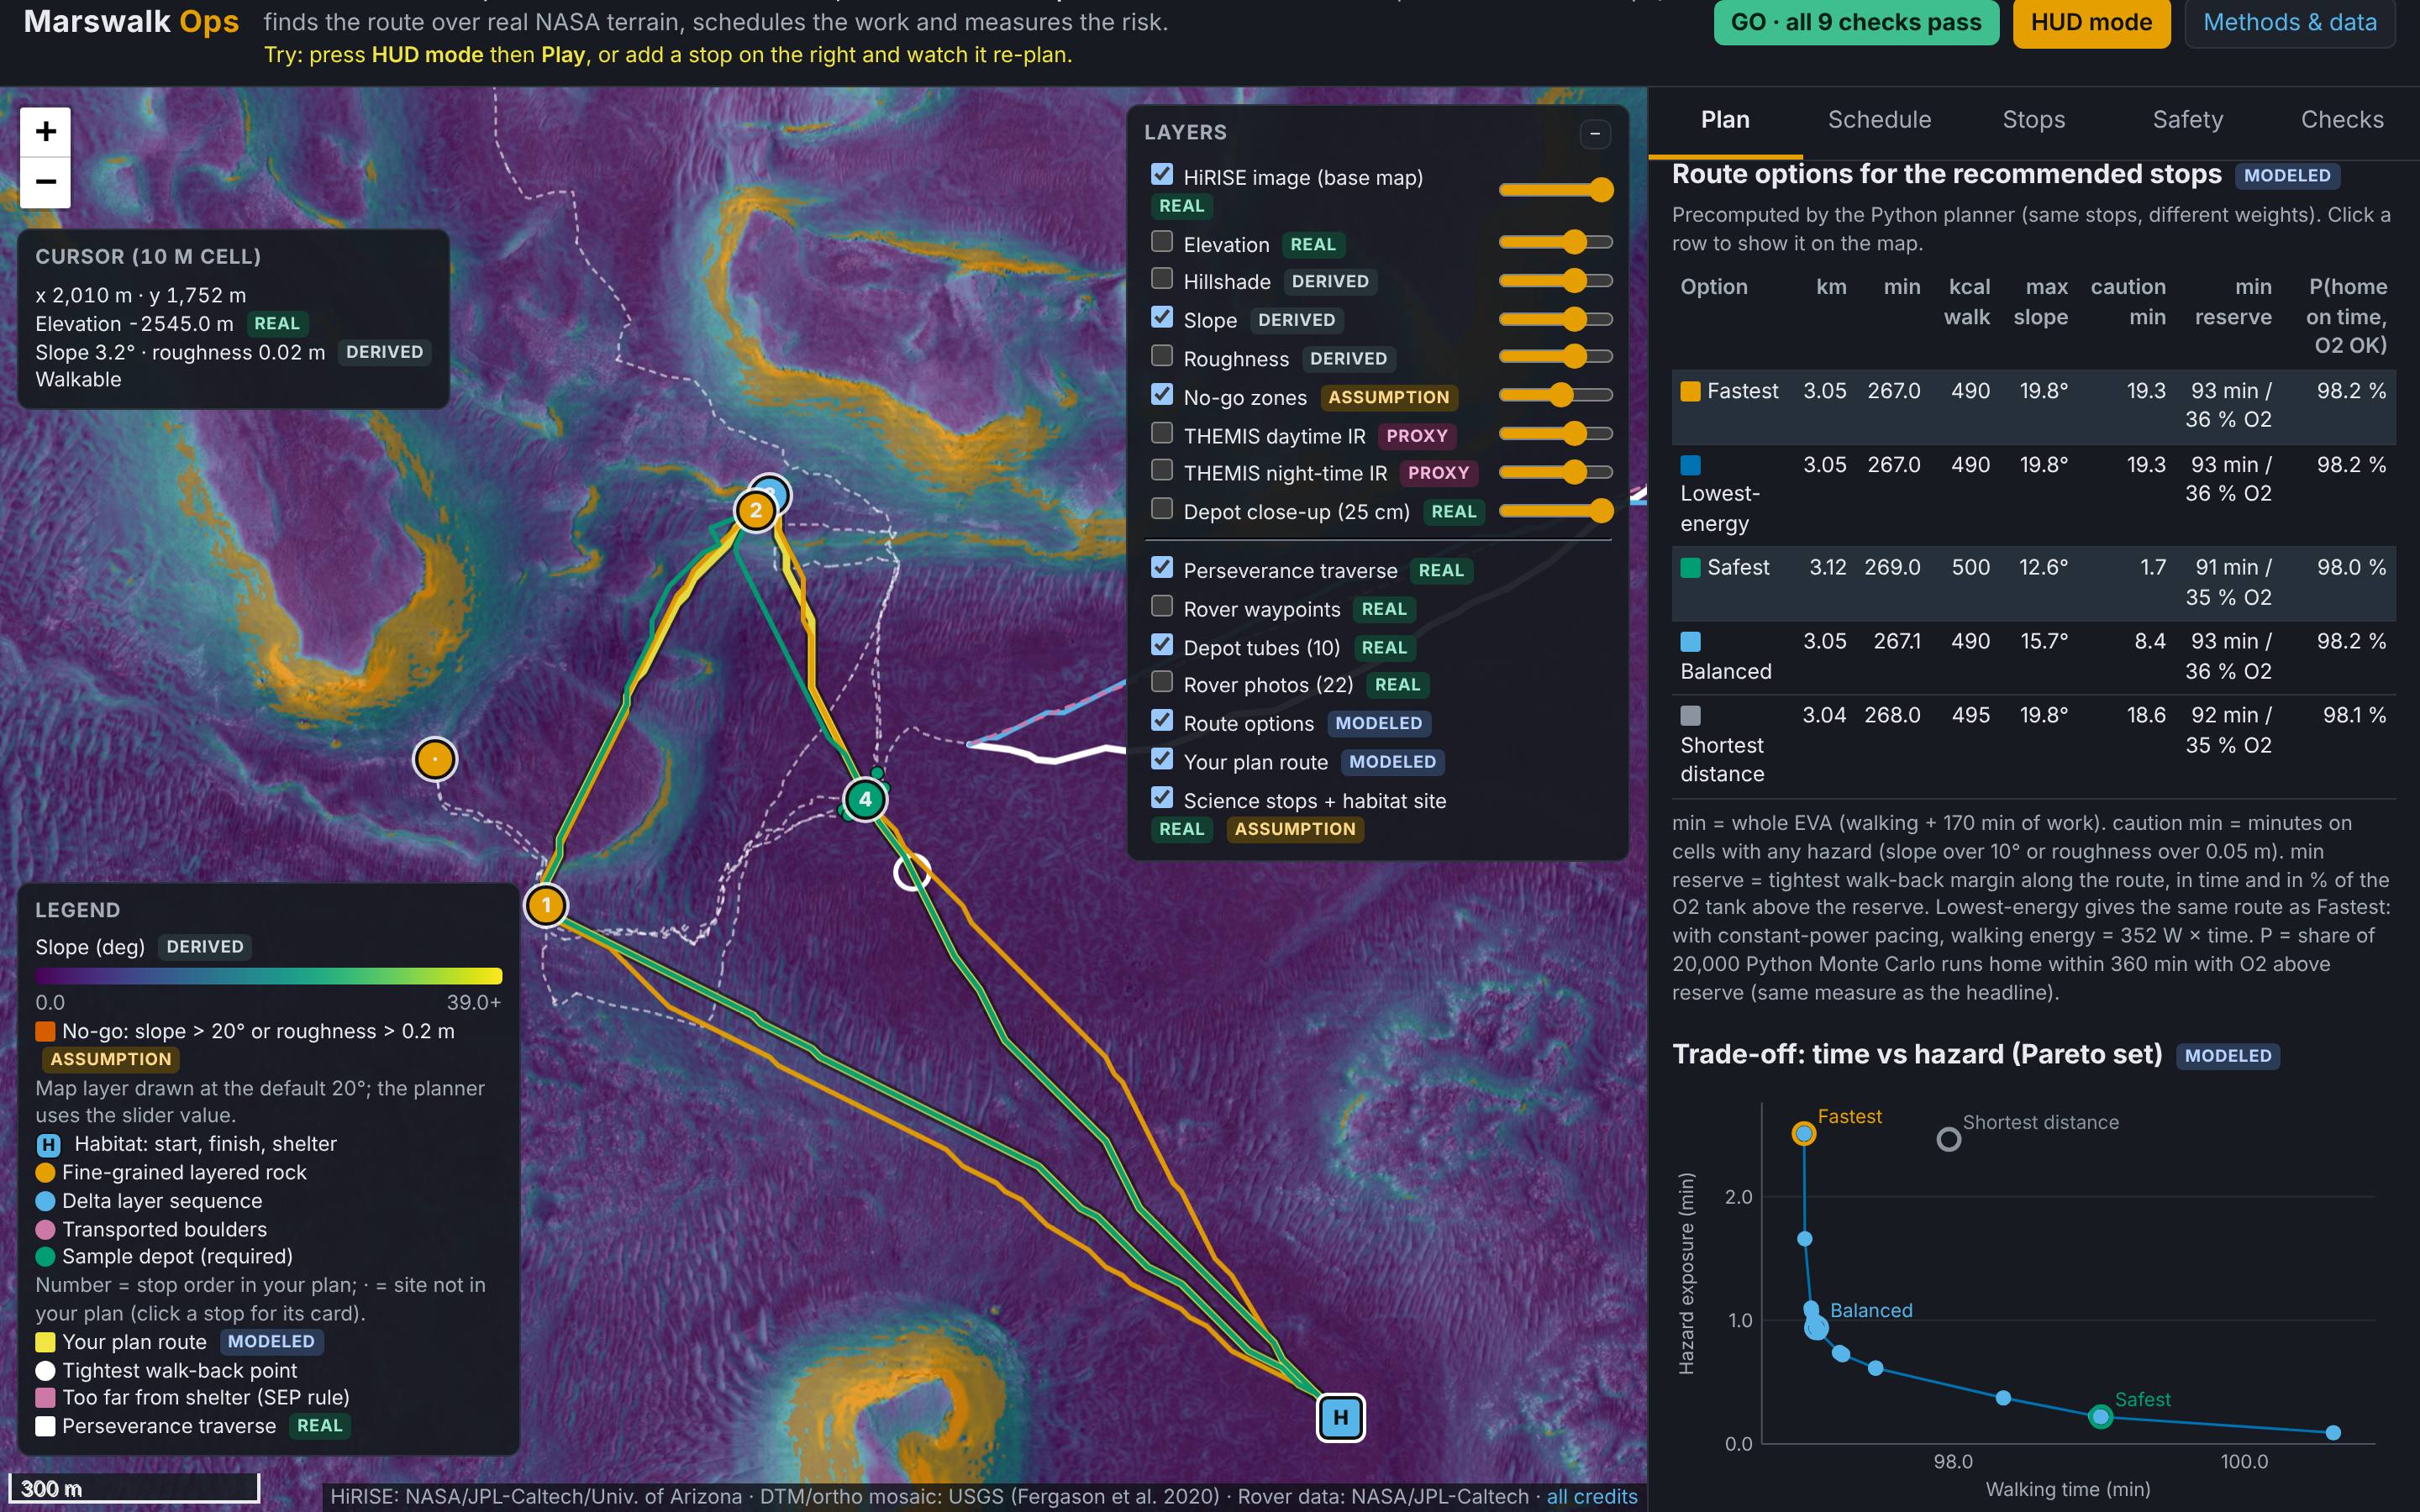 Marswalk Ops
finds the route over real NASA terrain, schedules the work and measures the risk.
Try: press HUD mode then Play, or add a stop on the right and watch it re-plan.
GO · all 9 checks pass
HUD mode
Methods & data
+
−
CURSOR (10 M CELL)
x 2,010 m · y 1,752 m
Elevation -2545.0 m REAL
Slope 3.2° · roughness 0.02 m DERIVED
Walkable
LAYERS
−
HiRISE image (base map)
REAL
Elevation REAL
Hillshade DERIVED
Slope DERIVED
Roughness DERIVED
No-go zones ASSUMPTION
THEMIS daytime IR PROXY
THEMIS night-time IR PROXY
Depot close-up (25 cm) REAL
Perseverance traverse REAL
Rover waypoints REAL
Depot tubes (10) REAL
Rover photos (22) REAL
Route options MODELED
Your plan route MODELED
Science stops + habitat site
REAL ASSUMPTION
2
4
1
H
LEGEND
Slope (deg) DERIVED
0.0 39.0+
No-go: slope > 20° or roughness > 0.2 m
ASSUMPTION
Map layer drawn at the default 20°; the planner
uses the slider value.
H Habitat: start, finish, shelter
Fine-grained layered rock
Delta layer sequence
Transported boulders
Sample depot (required)
Number = stop order in your plan; · = site not in
your plan (click a stop for its card).
Your plan route MODELED
Tightest walk-back point
Too far from shelter (SEP rule)
Perseverance traverse REAL
300 m
HiRISE: NASA/JPL-Caltech/Univ. of Arizona · DTM/ortho mosaic: USGS (Fergason et al. 2020) · Rover data: NASA/JPL-Caltech · all credits
Plan Schedule Stops Safety Checks
Route options for the recommended stops MODELED
Precomputed by the Python planner (same stops, different weights). Click a
row to show it on the map.
Option km min kcal max caution min P(home
walk slope min reserve on time,
O2 OK)
Fastest 3.05 267.0 490 19.8° 19.3 93 min / 98.2 %
36 % O2
3.05 267.0 490 19.8° 19.3 93 min / 98.2 %
Lowest- 36 % O2
energy
Safest 3.12 269.0 500 12.6° 1.7 91 min / 98.0 %
35 % O2
3.05 267.1 490 15.7° 8.4 93 min / 98.2 %
Balanced 36 % O2
3.04 268.0 495 19.8° 18.6 92 min / 98.1 %
Shortest 35 % O2
distance
min = whole EVA (walking + 170 min of work). caution min = minutes on
cells with any hazard (slope over 10° or roughness over 0.05 m). min
reserve = tightest walk-back margin along the route, in time and in % of the
O2 tank above the reserve. Lowest-energy gives the same route as Fastest:
with constant-power pacing, walking energy = 352 W × time. P = share of
20,000 Python Monte Carlo runs home within 360 min with O2 above
reserve (same measure as the headline).
Trade-off: time vs hazard (Pareto set) MODELED
Fastest
Shortest distance
Balanced
Safest
Hazard exposure (min)
2.0
1.0
0.0
98.0 100.0
Walking time (min)